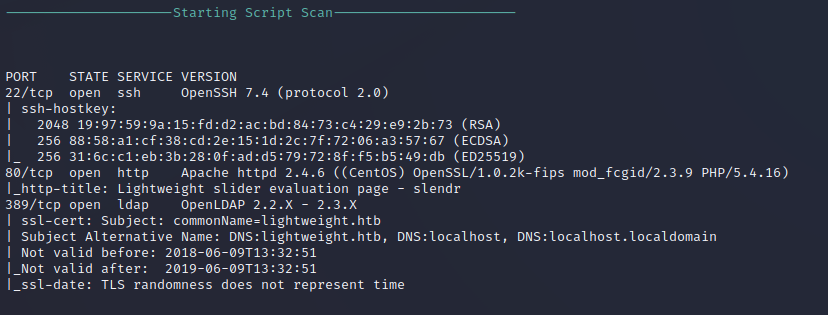 ---------------------Starting Script Scan-----------------------
PORT    STATE SERVICE VERSION
22/tcp  open  ssh     OpenSSH 7.4 (protocol 2.0)
| ssh-hostkey:
|   2048 19:97:59:9a:15:fd:d2:ac:bd:84:73:c4:29:e9:2b:73 (RSA)
|   256 88:58:a1:cf:38:cd:2e:15:1d:2c:7f:72:06:a3:57:67 (ECDSA)
|_  256 31:6c:c1:eb:3b:28:0f:ad:d5:79:72:8f:f5:b5:49:db (ED25519)
80/tcp  open  http    Apache httpd 2.4.6 ((CentOS) OpenSSL/1.0.2k-fips mod_fcgid/2.3.9 PHP/5.4.16)
|_http-title: Lightweight slider evaluation page - slendr
389/tcp open  ldap    OpenLDAP 2.2.X - 2.3.X
| ssl-cert: Subject: commonName=lightweight.htb
| Subject Alternative Name: DNS:lightweight.htb, DNS:localhost, DNS:localhost.localdomain
| Not valid before: 2018-06-09T13:32:51
|_Not valid after:  2019-06-09T13:32:51
|_ssl-date: TLS randomness does not represent time